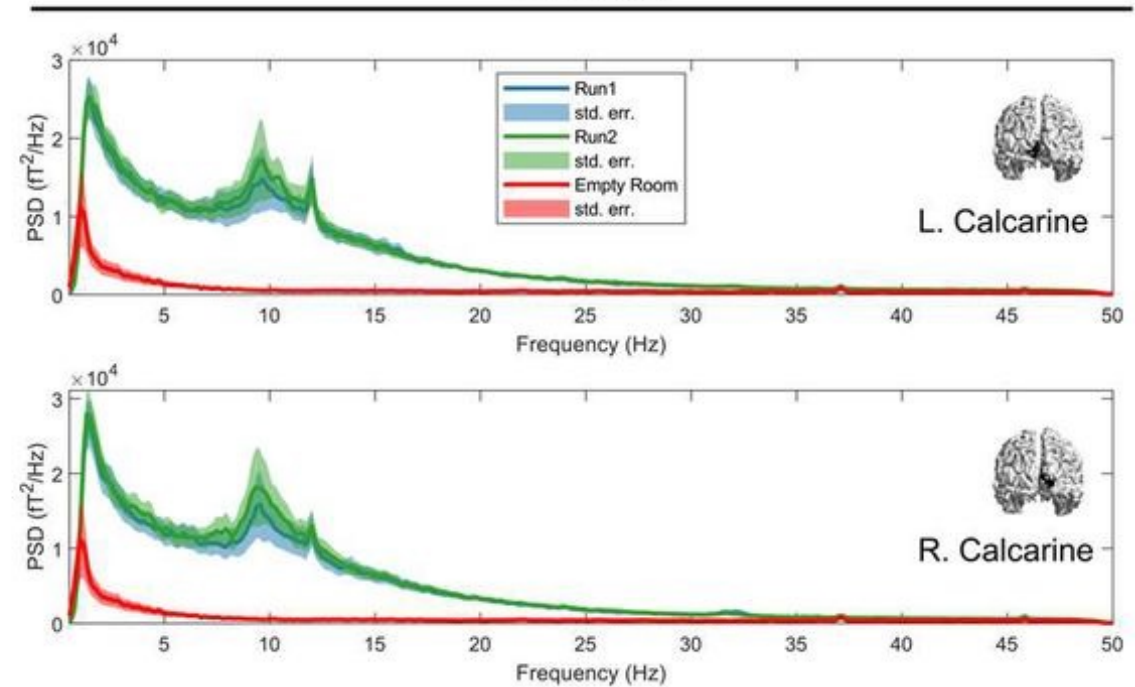 ×10⁴
3
2
1
0
PSD (fT²/Hz)
Run1
std. err.
Run2
std. err.
Empty Room
std. err.
L. Calcarine
5 10 15 20 25 30 35 40 45 50
Frequency (Hz)
×10⁴
3
2
1
0
PSD (fT²/Hz)
R. Calcarine
5 10 15 20 25 30 35 40 45 50
Frequency (Hz)